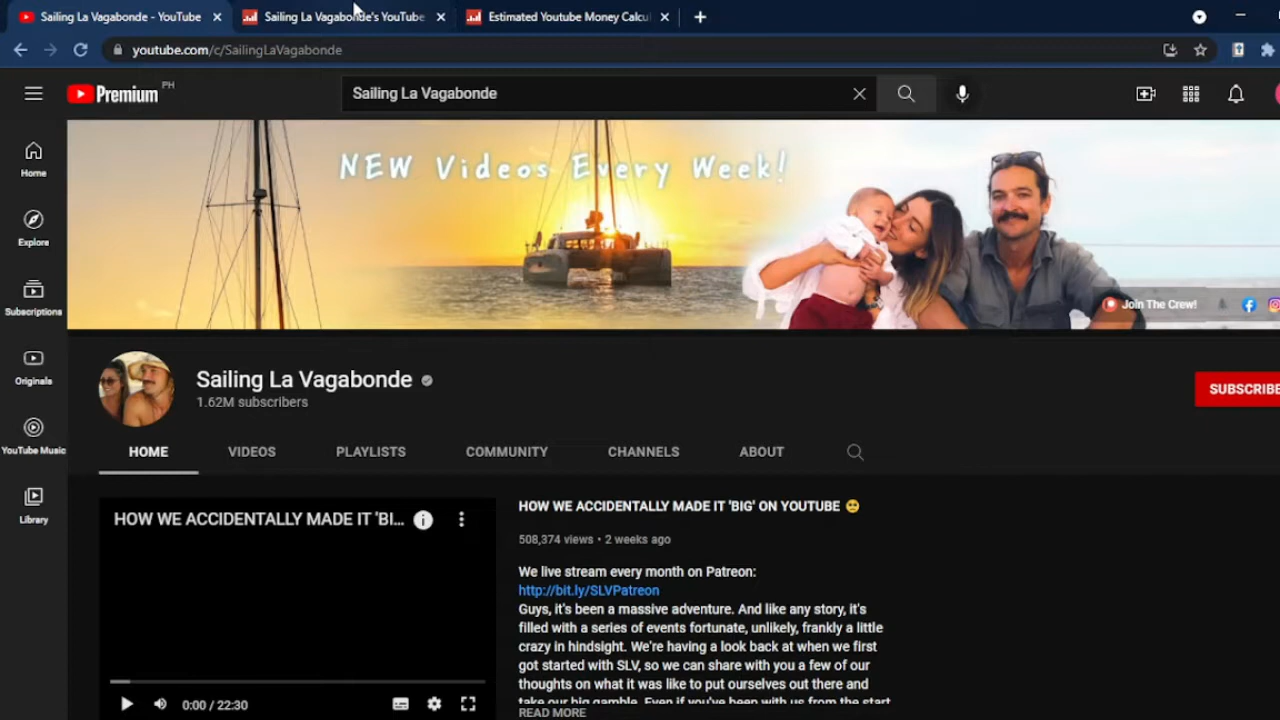 Sailing La Vagabonde - YouTube
Sailing La Vagabonde's YouTube
Estimated Youtube Money Calcu
youtube.com/c/SailingLaVagabonde
Premium PH
Sailing La Vagabonde
NEW Videos Every Week!
Join The Crew!
Home
Explore
Subscriptions
Originals
YouTube Music
Library
Sailing La Vagabonde
1.62M subscribers
SUBSCRIBE
HOME VIDEOS PLAYLISTS COMMUNITY CHANNELS ABOUT
HOW WE ACCIDENTALLY MADE IT 'BI...
0:00 / 22:30
HOW WE ACCIDENTALLY MADE IT 'BIG' ON YOUTUBE 🥺
508,374 views • 2 weeks ago
We live stream every month on Patreon:
http://bit.ly/SLVPatreon
Guys, it's been a massive adventure. And like any story, it's
filled with a series of events fortunate, unlikely, frankly a little
crazy in hindsight. We're having a look back at when we first
got started with SLV, so we can share with you a few of our
thoughts on what it was like to put ourselves out there and
take our big gamble. Even if you've been with us from the start
READ MORE